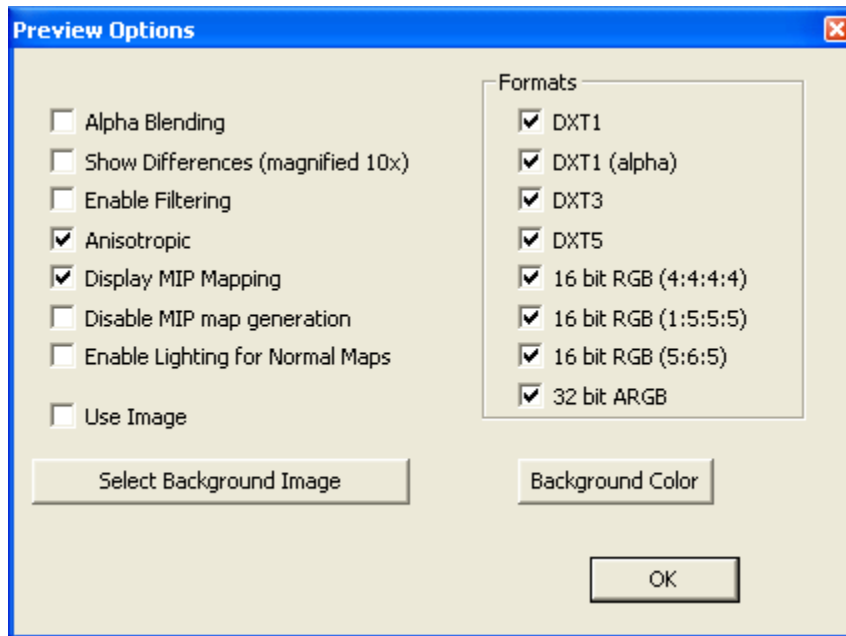 Preview Options
Alpha Blending
Show Differences (magnified 10x)
Enable Filtering
Anisotropic
Display MIP Mapping
Disable MIP map generation
Enable Lighting for Normal Maps
Use Image
Select Background Image
Formats
DXT1
DXT1 (alpha)
DXT3
DXT5
16 bit RGB (4:4:4:4)
16 bit RGB (1:5:5:5)
16 bit RGB (5:6:5)
32 bit ARGB
Background Color
OK